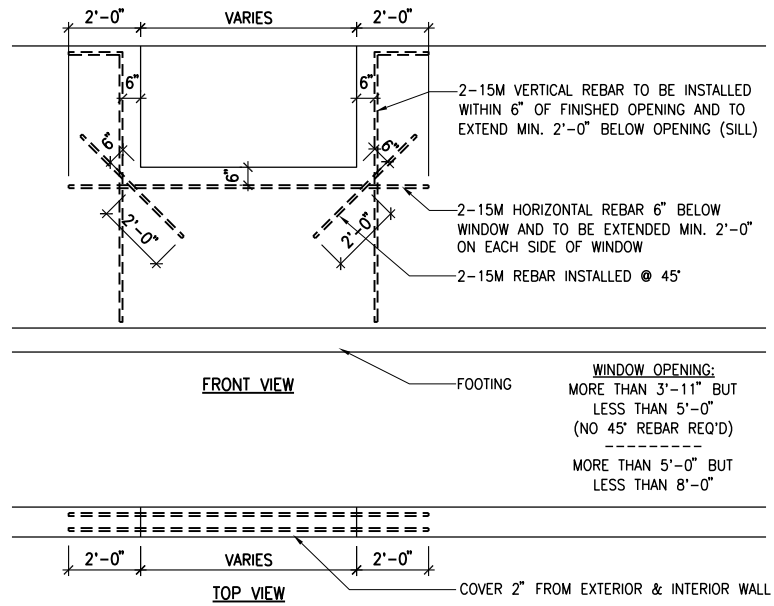 2'-0" VARIES 2'-0"
6" 6"
2-15M VERTICAL REBAR TO BE INSTALLED
WITHIN 6" OF FINISHED OPENING AND TO
EXTEND MIN. 2'-0" BELOW OPENING (SILL)
6" 6" 6"
2'-0" 2'-0"
2-15M HORIZONTAL REBAR 6" BELOW
WINDOW AND TO BE EXTENDED MIN. 2'-0"
ON EACH SIDE OF WINDOW
2-15M REBAR INSTALLED @ 45°
FRONT VIEW
FOOTING
WINDOW OPENING:
MORE THAN 3'-11" BUT
LESS THAN 5'-0"
(NO 45° REBAR REQ'D)
----------
MORE THAN 5'-0" BUT
LESS THAN 8'-0"
2'-0" VARIES 2'-0"
TOP VIEW
COVER 2" FROM EXTERIOR & INTERIOR WALL